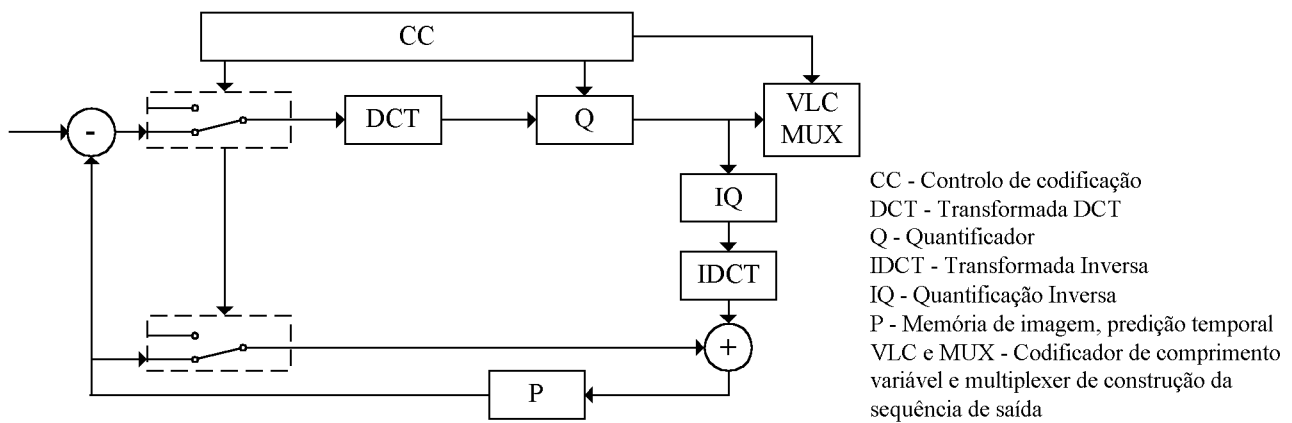 CC
-
DCT
Q
VLC
MUX
IQ
IDCT
+
P
CC - Controlo de codificação
DCT - Transformada DCT
Q - Quantificador
IDCT - Transformada Inversa
IQ - Quantificação Inversa
P - Memória de imagem, predição temporal
VLC e MUX - Codificador de comprimento
variável e multiplexer de construção da
sequência de saída